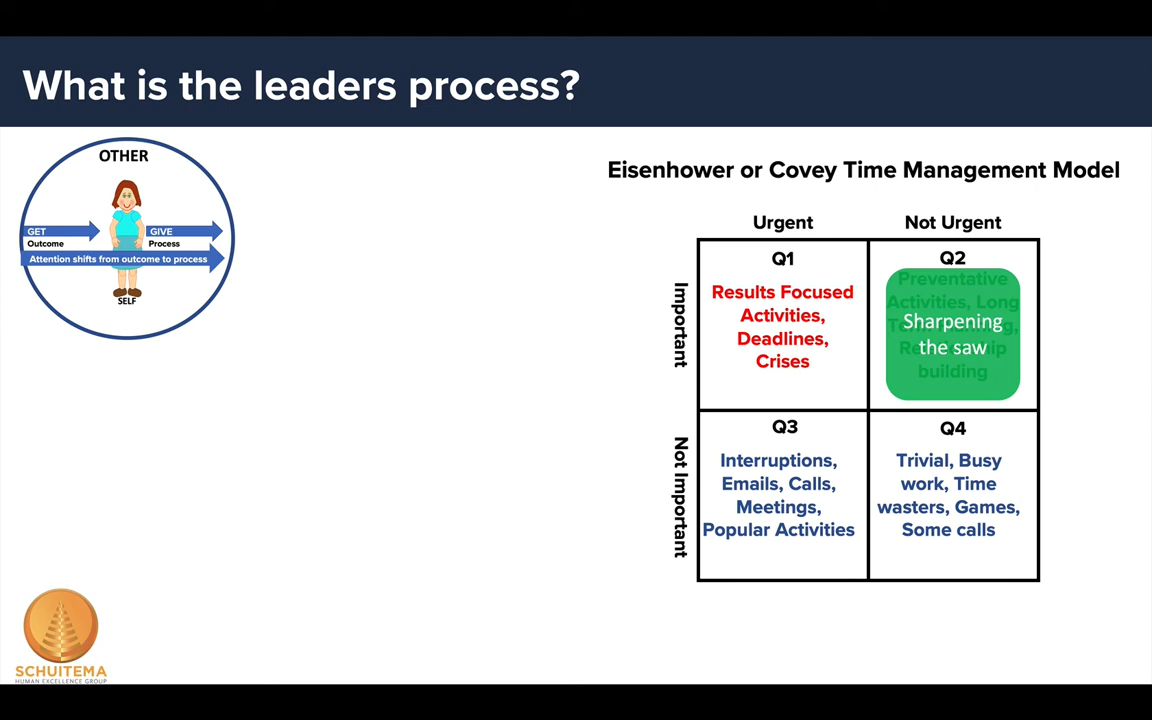 What is the leaders process?
OTHER
GET
GIVE
Outcome
Process
Attention shifts from outcome to process
SELF
Eisenhower or Covey Time Management Model
Urgent
Not Urgent
Important
Q1
Results Focused
Activities,
Deadlines,
Crises
Q2
Preventative
Activities, Long
Sharpening
the saw
building
Not Important
Q3
Interruptions,
Emails, Calls,
Meetings,
Popular Activities
Q4
Trivial, Busy
work, Time
wasters, Games,
Some calls
SCHUITEMA
HUMAN EXCELLENCE GROUP